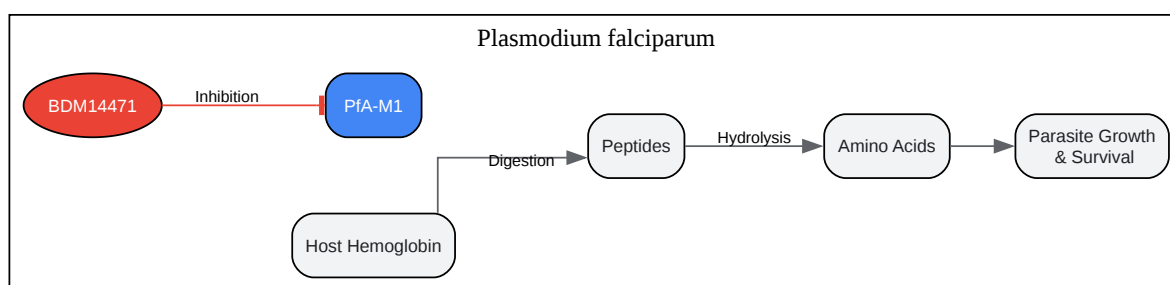 Plasmodium falciparum
BDM14471
Inhibition
PfA-M1
Host Hemoglobin
Digestion
Peptides
Hydrolysis
Amino Acids
Parasite Growth
& Survival